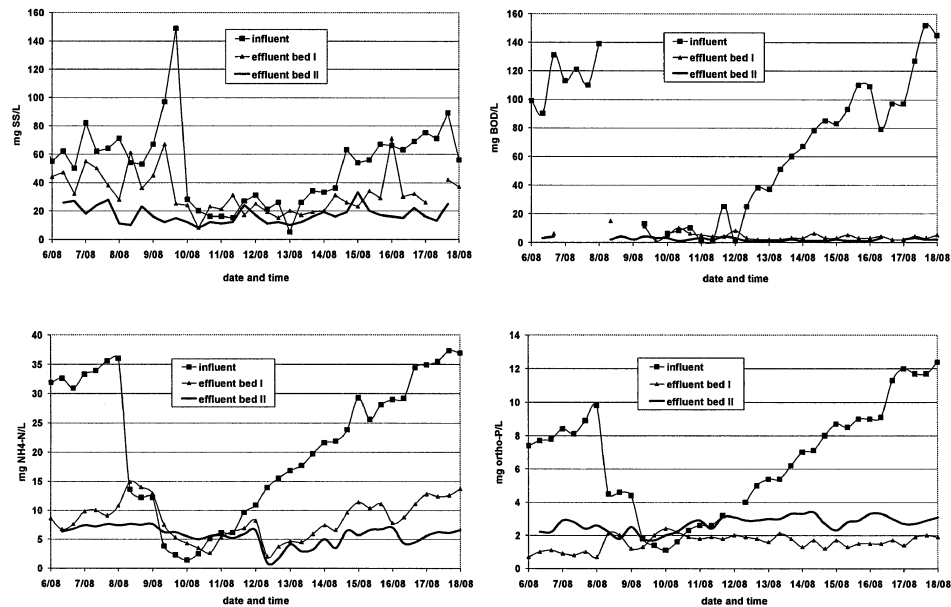 160
140
120
100
80
60
40
20
0
mg SS/L
influent
effluent bed I
effluent bed II
6/08 7/08 8/08 9/08 10/08 11/08 12/08 13/08 14/08 15/08 16/08 17/08 18/08
date and time
160
140
120
100
80
60
40
20
0
mg BOD/L
influent
effluent bed I
effluent bed II
6/08 7/08 8/08 9/08 10/08 11/08 12/08 13/08 14/08 15/08 16/08 17/08 18/08
date and time
40
35
30
25
20
15
10
5
0
mg NH4-N/L
influent
effluent bed I
effluent bed II
6/08 7/08 8/08 9/08 10/08 11/08 12/08 13/08 14/08 15/08 16/08 17/08 18/08
date and time
14
12
10
8
6
4
2
0
mg ortho-P/L
influent
effluent bed I
effluent bed II
6/08 7/08 8/08 9/08 10/08 11/08 12/08 13/08 14/08 15/08 16/08 17/08 18/08
date and time